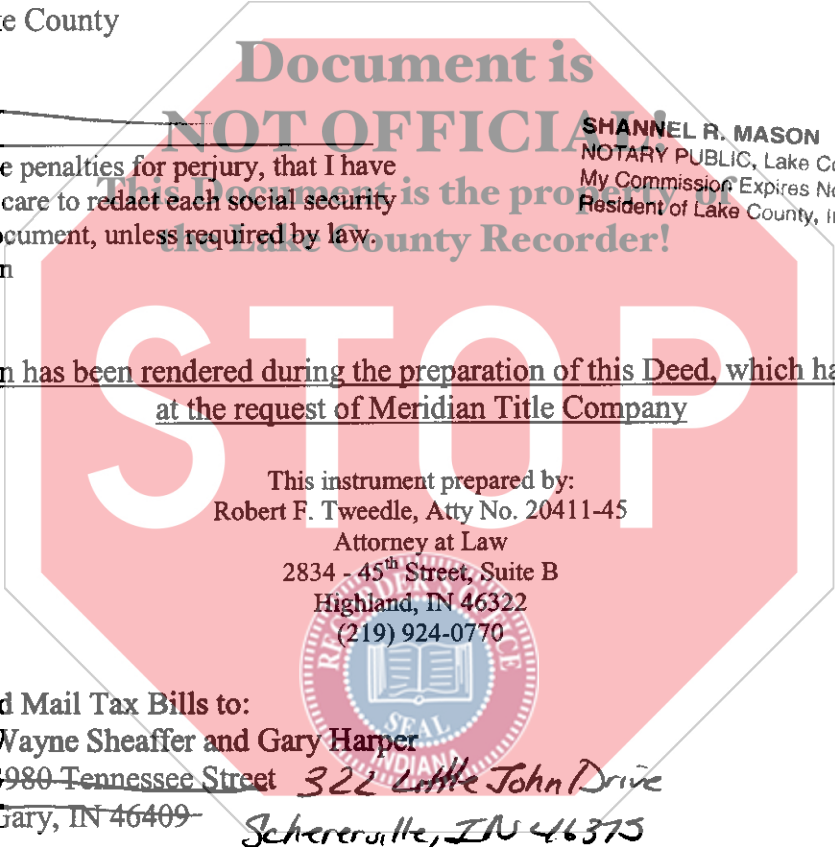 te County
Document is
NOT OFFICIAL!
This Document is the property of
the Lake County Recorder!
SHANNEL R. MASON
NOTARY PUBLIC, Lake Co
My Commission Expires No
Resident of Lake County, I
e penalties for perjury, that I have
care to redact each social security
ocument, unless required by law.
n
STOP
n has been rendered during the preparation of this Deed, which ha
at the request of Meridian Title Company
This instrument prepared by:
Robert F. Tweedle, Atty No. 20411-45
Attorney at Law
2834 - 45th Street, Suite B
Highland, IN 46322
(219) 924-0770
RECORDER'S OFFICE
SEAL
INDIANA
d Mail Tax Bills to:
Wayne Sheaffer and Gary Harper
980 Tennessee Street 322 Little John Drive
Gary, IN 46409 Schererville, IN 46375